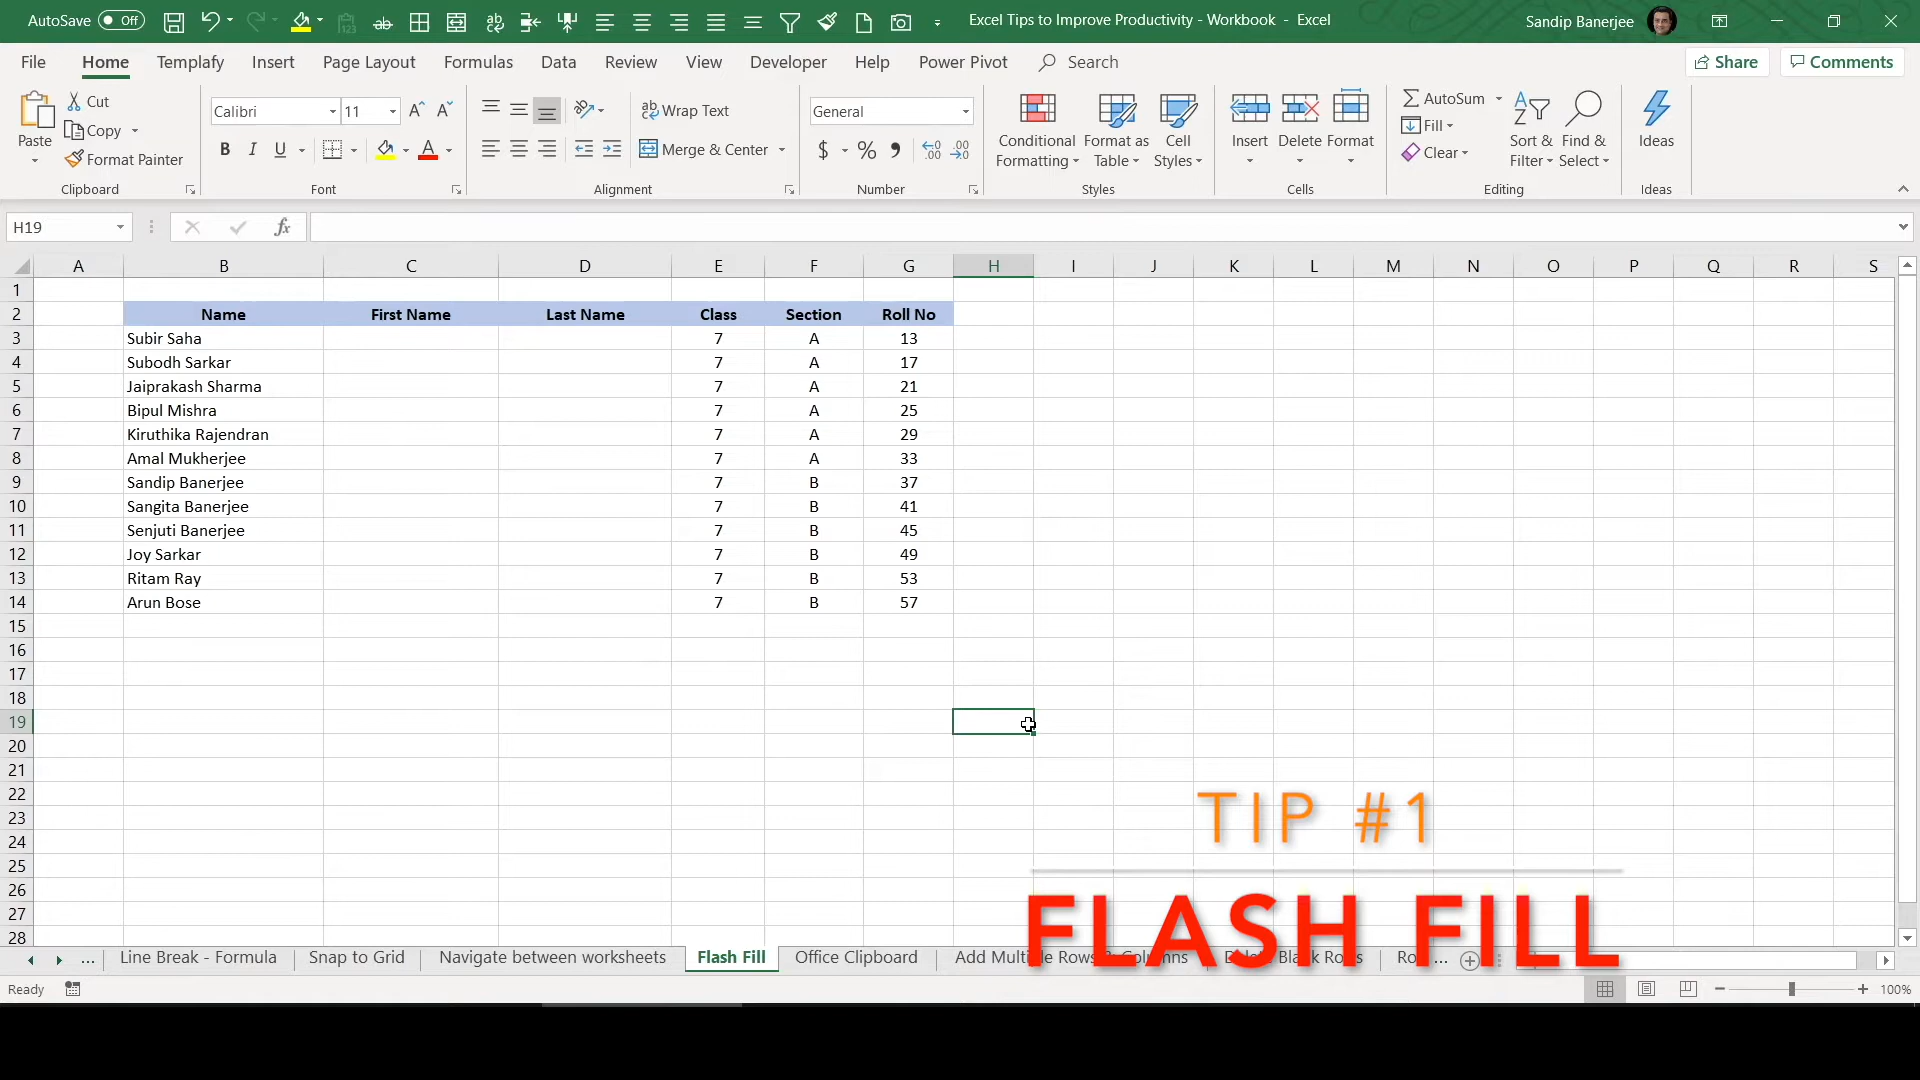 AutoSave Off Excel Tips to Improve Productivity - Workbook - Excel Sandip Banerjee
File Home Templafy Insert Page Layout Formulas Data Review View Developer Help Power Pivot Search Share Comments
Paste Cut Calibri 11 Wrap Text General Conditional Formatting Format as Table Cell Styles Insert Delete Format AutoSum Sort & Filter Find & Select Ideas
Copy B I U A Merge & Center $ % Fill
Format Painter Clear
Clipboard Font Alignment Number Styles Cells Editing Ideas
H19 fx
A B C D E F G H I J K L M N O P Q R S
1
2 Name First Name Last Name Class Section Roll No
3 Subir Saha 7 A 13
4 Subodh Sarkar 7 A 17
5 Jaiprakash Sharma 7 A 21
6 Bipul Mishra 7 A 25
7 Kiruthika Rajendran 7 A 29
8 Amal Mukherjee 7 A 33
9 Sandip Banerjee 7 B 37
10 Sangita Banerjee 7 B 41
11 Senjuti Banerjee 7 B 45
12 Joy Sarkar 7 B 49
13 Ritam Ray 7 B 53
14 Arun Bose 7 B 57
15
16
17
18
19
20
21
22
23
24
25
26
27
28
TIP #1
FLASH FILL
... Line Break - Formula Snap to Grid Navigate between worksheets Flash Fill Office Clipboard Add Multiple Rows & Columns Delete Blank Rows Ro ...
Ready 100%